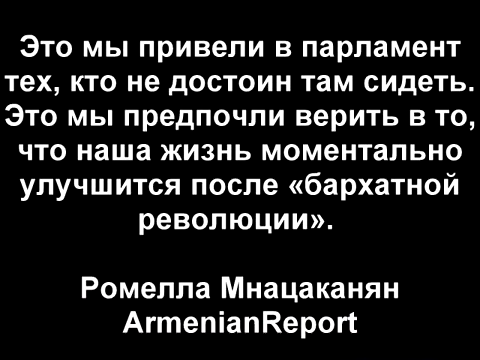 Это мы привели в парламент
тех, кто не достоин там сидеть.
Это мы предпочли верить в то,
что наша жизнь моментально
улучшится после «бархатной
революции».
Ромелла Мнацаканян
ArmenianReport